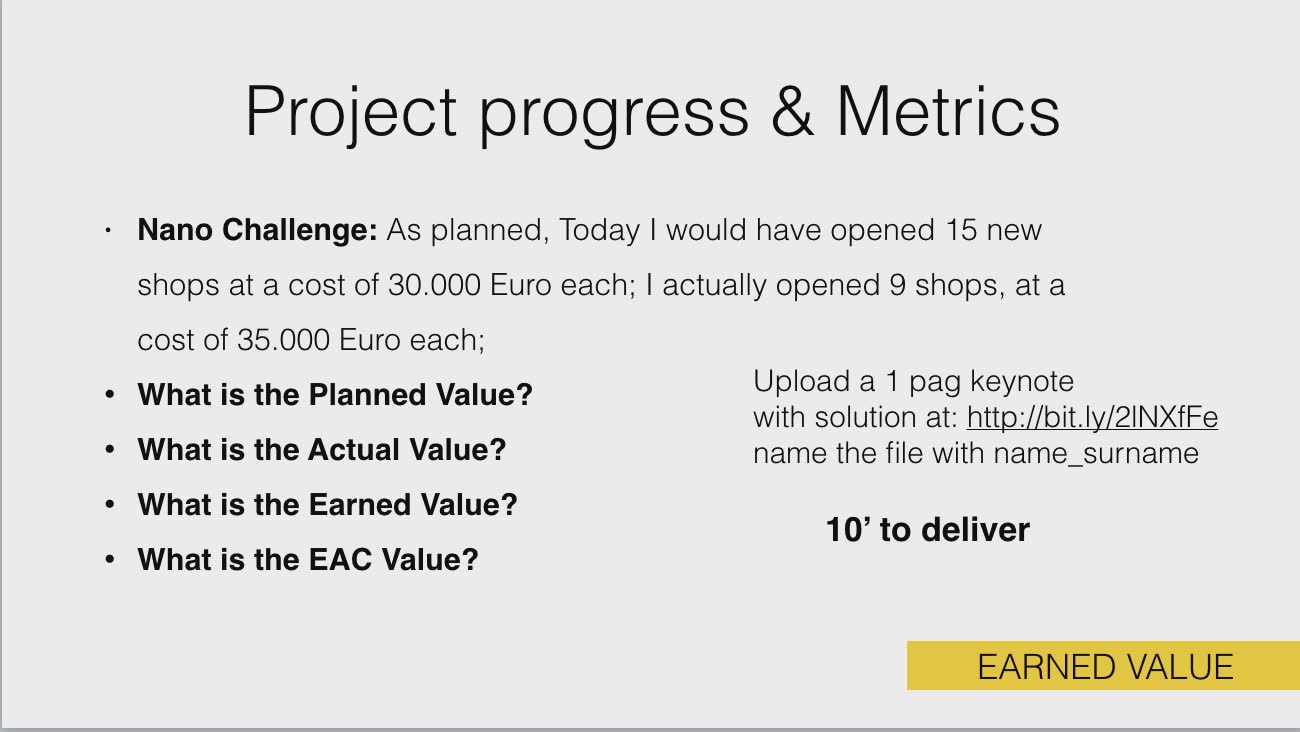 Project progress & Metrics
• Nano Challenge: As planned, Today I would have opened 15 new
shops at a cost of 30.000 Euro each; I actually opened 9 shops, at a
cost of 35.000 Euro each;
• What is the Planned Value?
• What is the Actual Value?
• What is the Earned Value?
• What is the EAC Value?
Upload a 1 pag keynote
with solution at: http://bit.ly/2lNXfFe
name the file with name_surname
10’ to deliver
EARNED VALUE